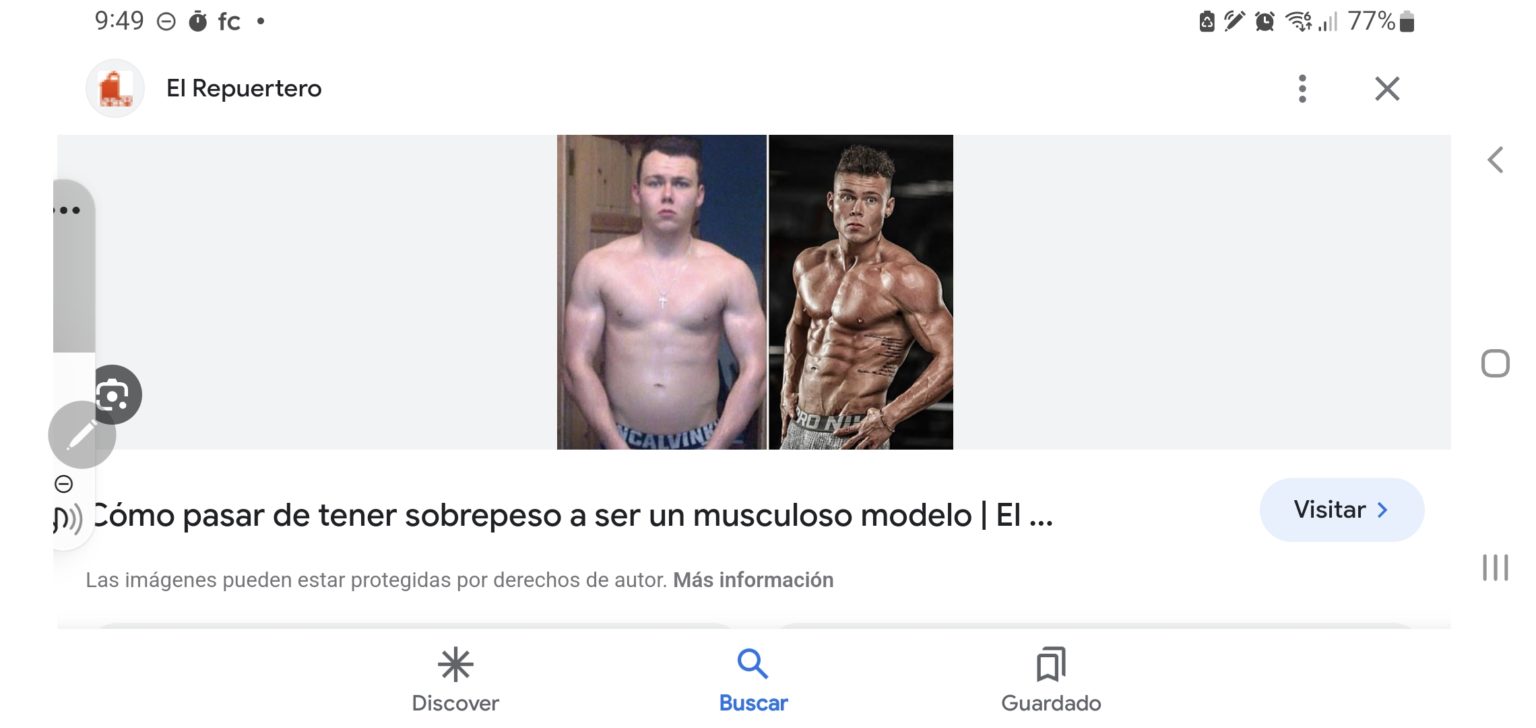 9:49 fc
77%
El Repuertero
CALVIN
PRO NI
Cómo pasar de tener sobrepeso a ser un musculoso modelo | El ...
Visitar
Las imágenes pueden estar protegidas por derechos de autor. Más información
Discover
Buscar
Guardado